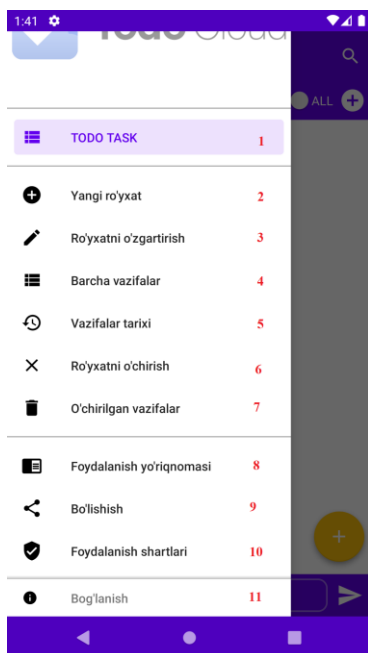 1:41
Todo Cloud
ALL
TODO TASK 1
Yangi ro'yxat 2
Ro'yxatni o'zgartirish 3
Barcha vazifalar 4
Vazifalar tarixi 5
Ro'yxatni o'chirish 6
O'chirilgan vazifalar 7
Foydalanish yo'riqnomasi 8
Bo'lishish 9
Foydalanish shartlari 10
Bog'lanish 11